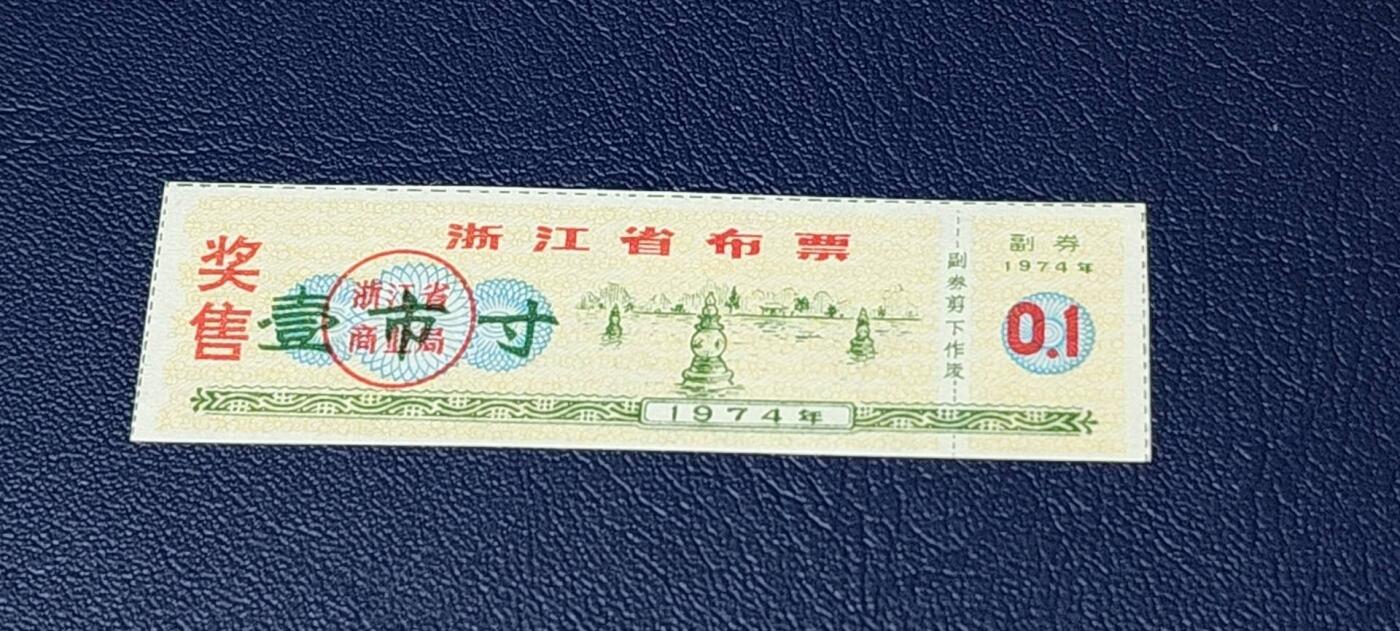 浙江省布票
奖售
壹市寸
浙江省
商业局
1974年
副券剪下作废
副券
1974年
0.1